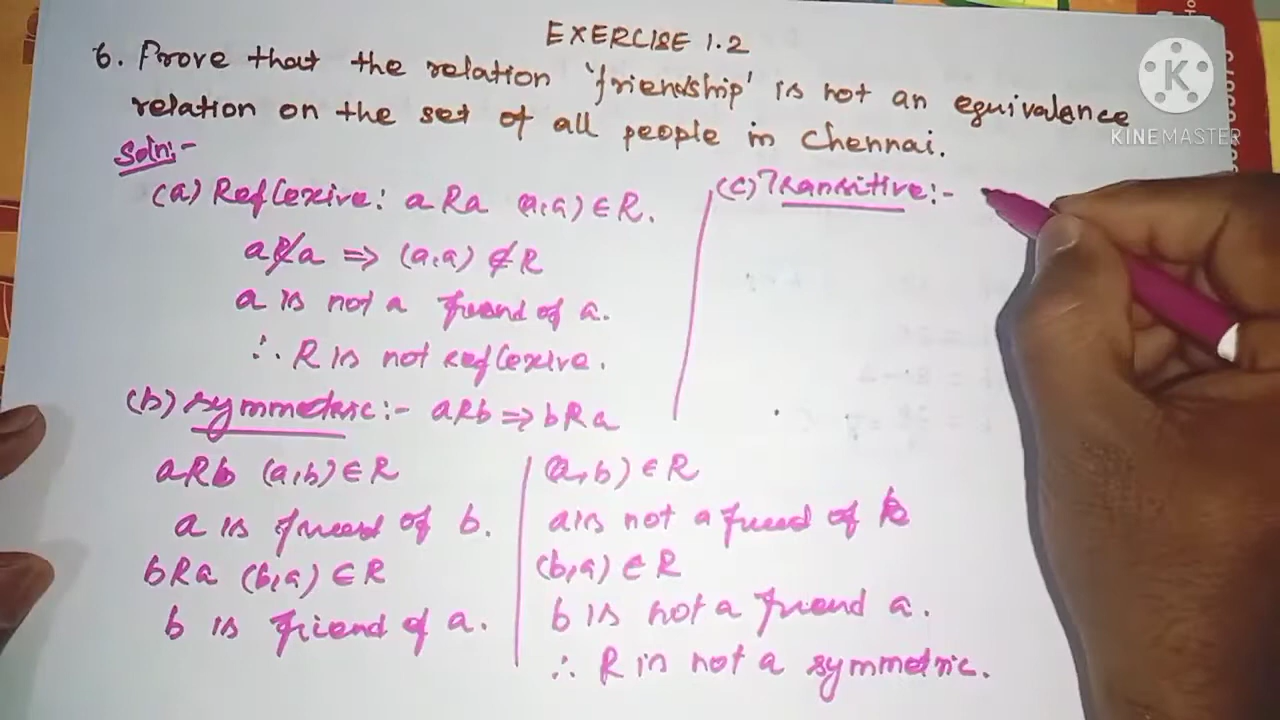 EXERCISE 1.2
6. Prove that the relation 'friendship' is not an equivalence
relation on the set of all people in Chennai.
Soln:-
(a) Reflexive: aRa (a,a) ∈ R.
aR̸a ⇒ (a,a) ∉ R
a is not a friend of a.
∴ R is not reflexive.
(b) symmetric:- aRb ⇒ bRa
aRb (a,b) ∈ R
a is friend of b.
bRa (b,a) ∈ R
b is friend of a.
(a,b) ∈ R
a is not a friend of b
(b,a) ∈ R
b is not a friend a.
∴ R is not a symmetric.
(c) Transitive:-
K
KINEMASTER